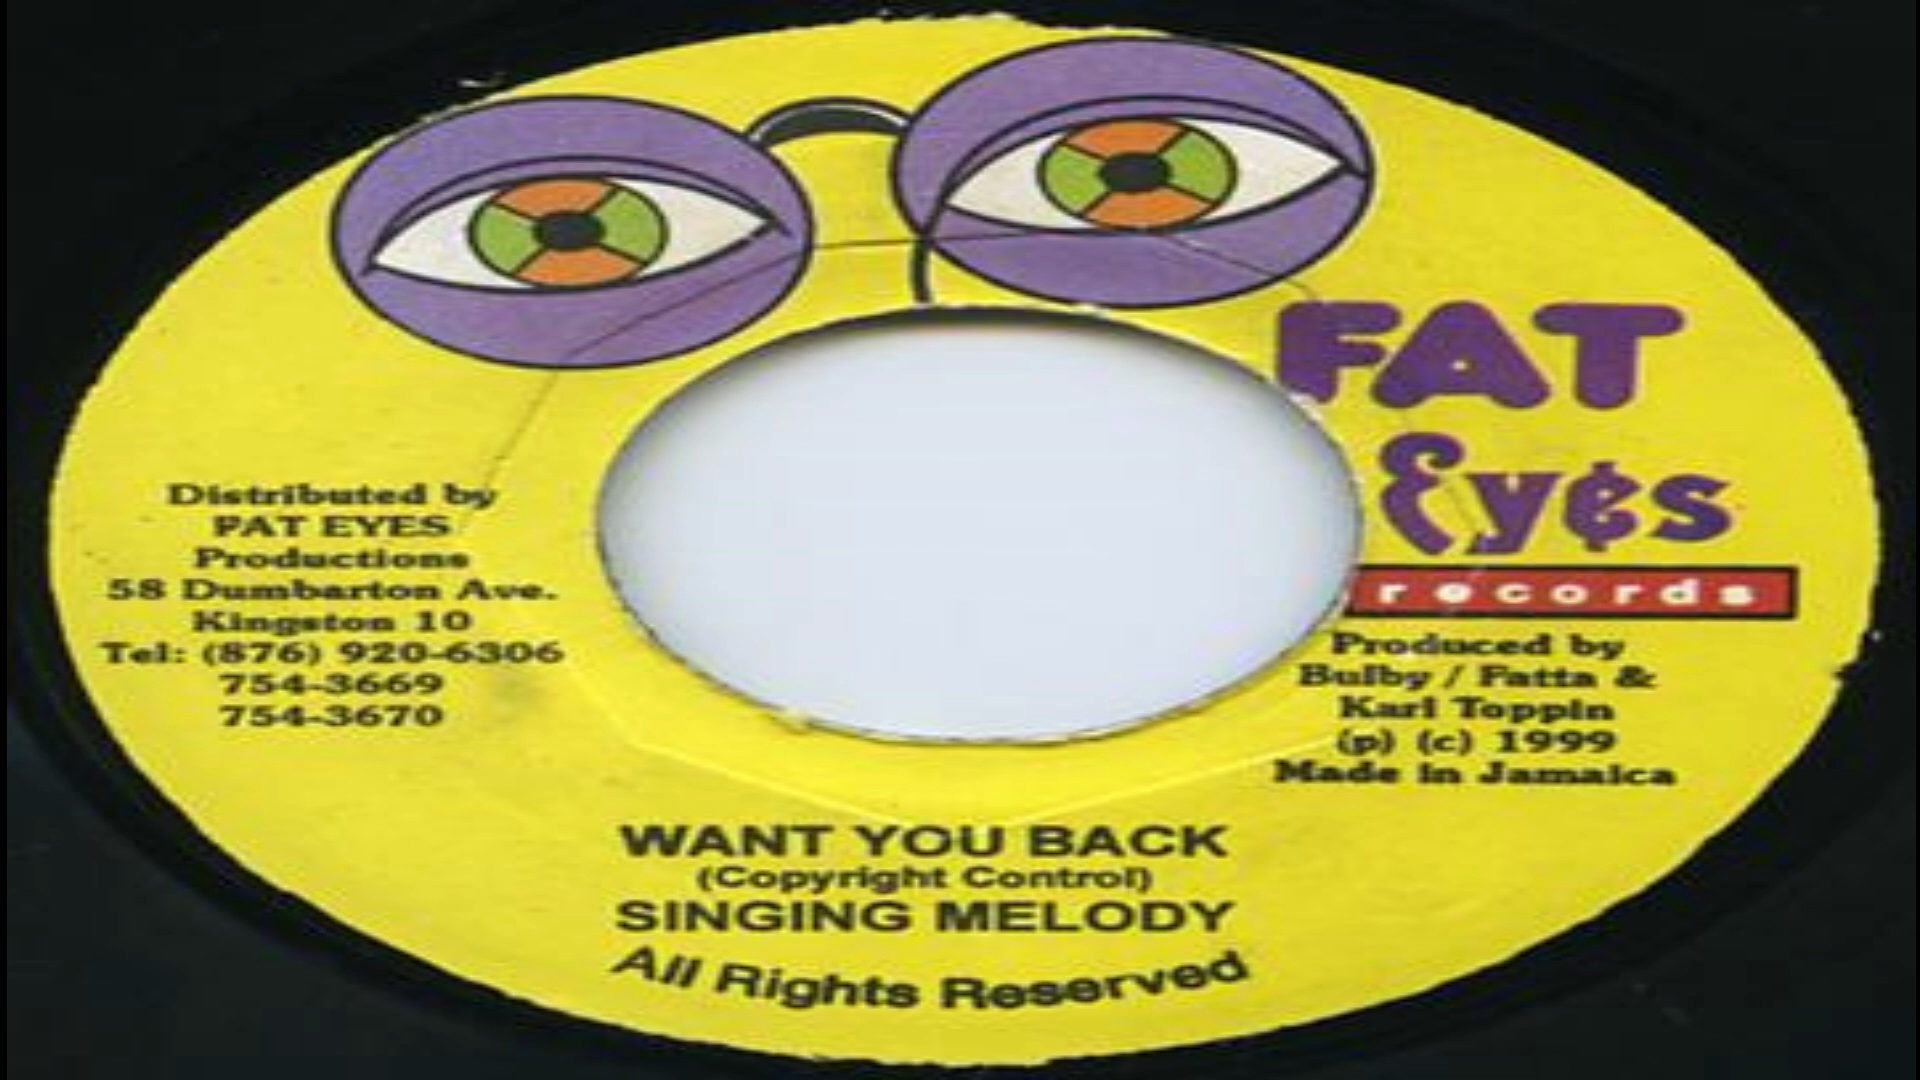 FAT
Eyes
records
Distributed by
FAT EYES
Productions
58 Dumbarton Ave.
Kingston 10
Tel: (876) 920-6306
754-3669
754-3670
Produced by
Bulby / Fatta &
Karl Toppin
(p) (c) 1999
Made in Jamaica
WANT YOU BACK
(Copyright Control)
SINGING MELODY
All Rights Reserved